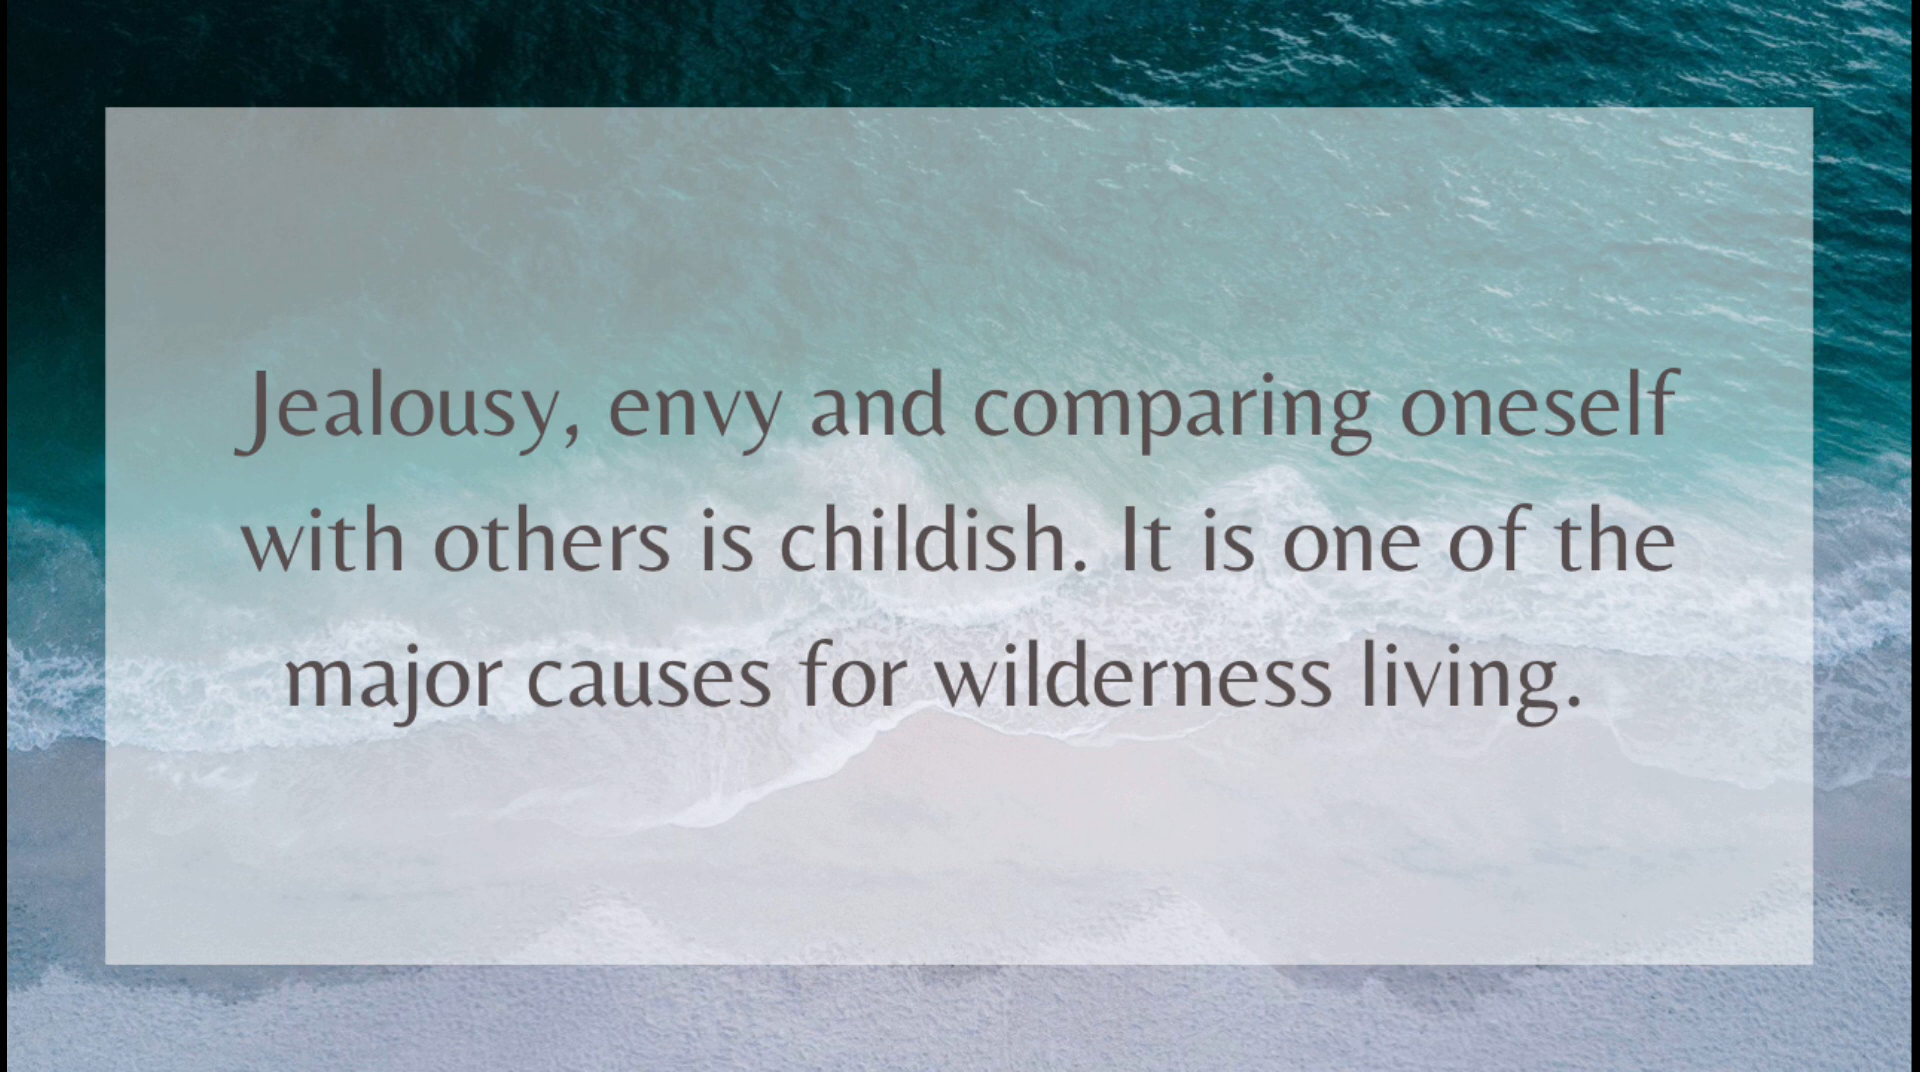 Jealousy, envy and comparing oneself
with others is childish. It is one of the
major causes for wilderness living.